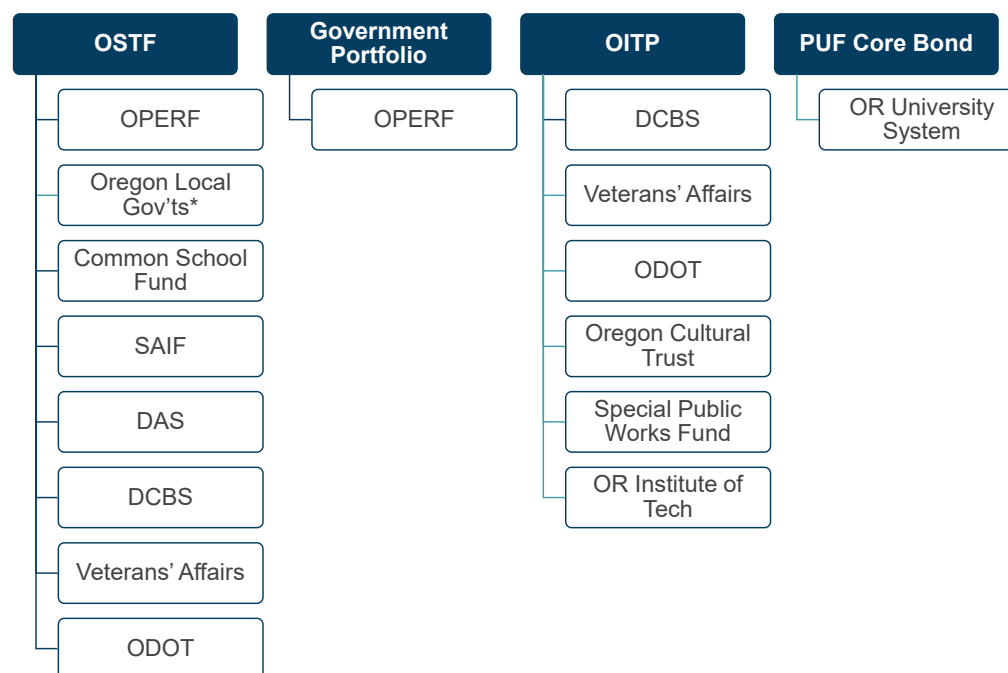 OSTF
OPERF
Oregon Local
Gov’ts*
Common School
Fund
SAIF
DAS
DCBS
Veterans’ Affairs
ODOT
Government
Portfolio
OPERF
OITP
DCBS
Veterans’ Affairs
ODOT
Oregon Cultural
Trust
Special Public
Works Fund
OR Institute of
Tech
PUF Core Bond
OR University
System